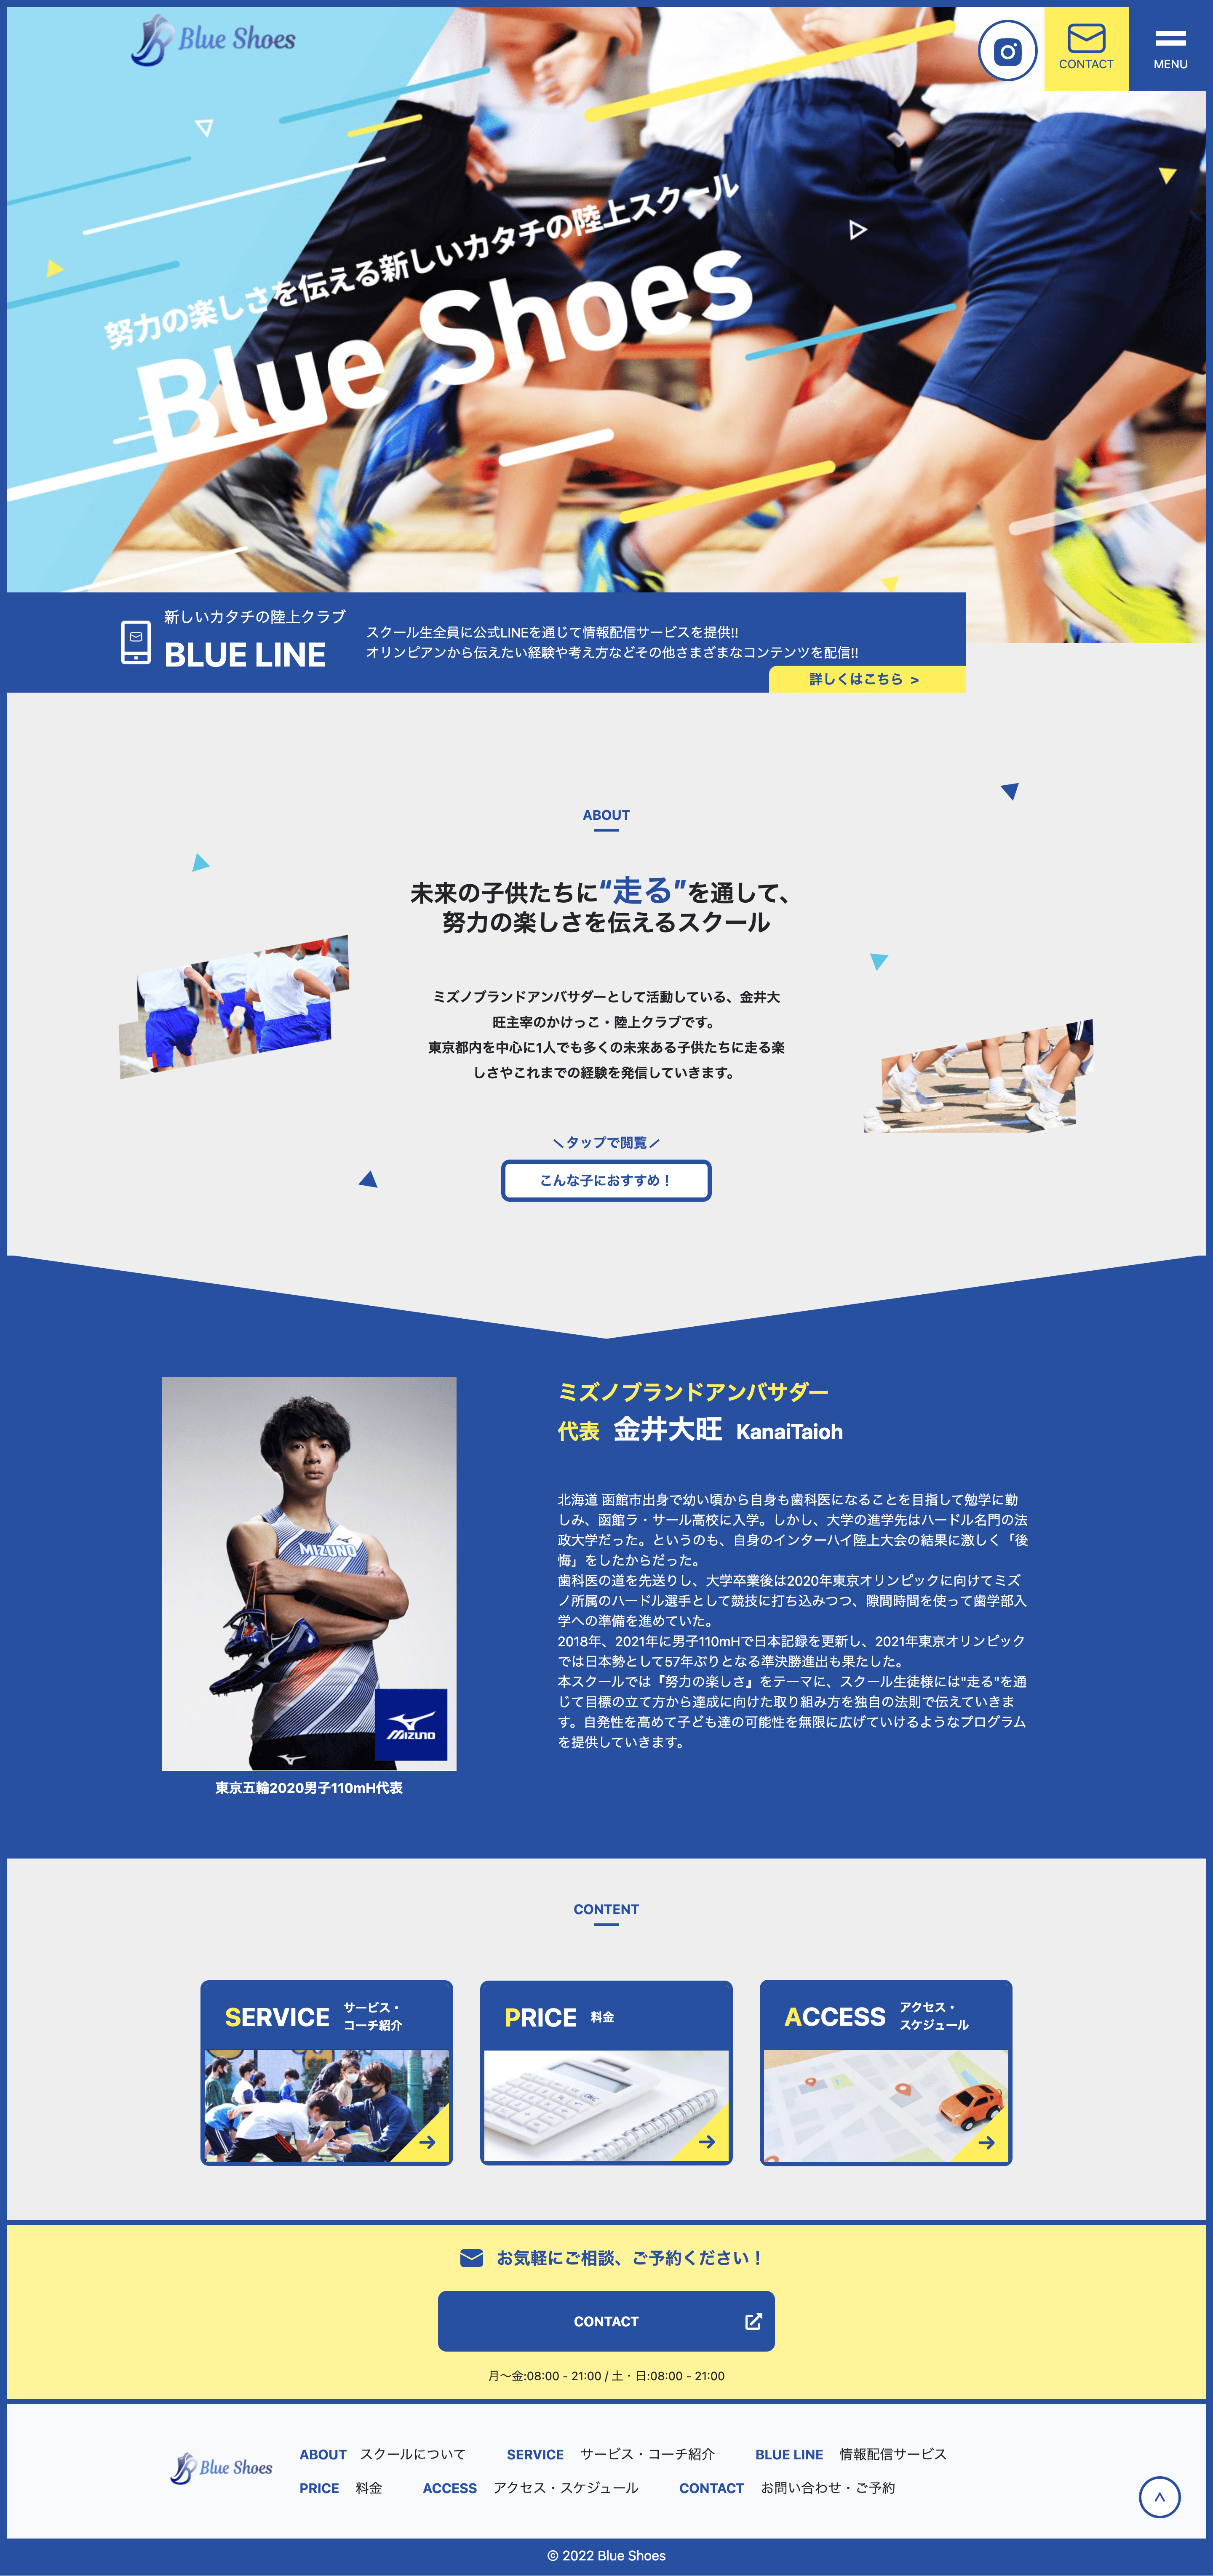 Blue Shoes
CONTACT
MENU
努力の楽しさを伝える新しいカタチの陸上スクール
Blue Shoes
新しいカタチの陸上クラブ
BLUE LINE
スクール生全員に公式LINEを通じて情報配信サービスを提供!!
オリンピアンから伝えたい経験や考え方などその他さまざまなコンテンツを配信!!
詳しくはこちら >
ABOUT
未来の子供たちに“走る”を通して、
努力の楽しさを伝えるスクール
ミズノブランドアンバサダーとして活動している、金井大
旺主宰のかけっこ・陸上クラブです。
東京都内を中心に1人でも多くの未来ある子供たちに走る楽
しさやこれまでの経験を発信していきます。
＼タップで閲覧／
こんな子におすすめ！
MIZUNO
MIZUNO
東京五輪2020男子110mH代表
ミズノブランドアンバサダー
代表 金井大旺 KanaiTaioh
北海道 函館市出身で幼い頃から自身も歯科医になることを目指して勉学に勤
しみ、函館ラ・サール高校に入学。しかし、大学の進学先はハードル名門の法
政大学だった。というのも、自身のインターハイ陸上大会の結果に激しく「後
悔」をしたからだった。
歯科医の道を先送りし、大学卒業後は2020年東京オリンピックに向けてミズ
ノ所属のハードル選手として競技に打ち込みつつ、隙間時間を使って歯学部入
学への準備を進めていた。
2018年、2021年に男子110mHで日本記録を更新し、2021年東京オリンピック
では日本勢として57年ぶりとなる準決勝進出も果たした。
本スクールでは『努力の楽しさ』をテーマに、スクール生徒様には"走る"を通
じて目標の立て方から達成に向けた取り組み方を独自の法則で伝えていきま
す。自発性を高めて子ども達の可能性を無限に広げていけるようなプログラム
を提供していきます。
CONTENT
SERVICE サービス・
コーチ紹介
PRICE 料金
ACCESS アクセス・
スケジュール
お気軽にご相談、ご予約ください！
CONTACT
月〜金:08:00 - 21:00 / 土・日:08:00 - 21:00
Blue Shoes
ABOUT スクールについて SERVICE サービス・コーチ紹介 BLUE LINE 情報配信サービス
PRICE 料金 ACCESS アクセス・スケジュール CONTACT お問い合わせ・ご予約
© 2022 Blue Shoes